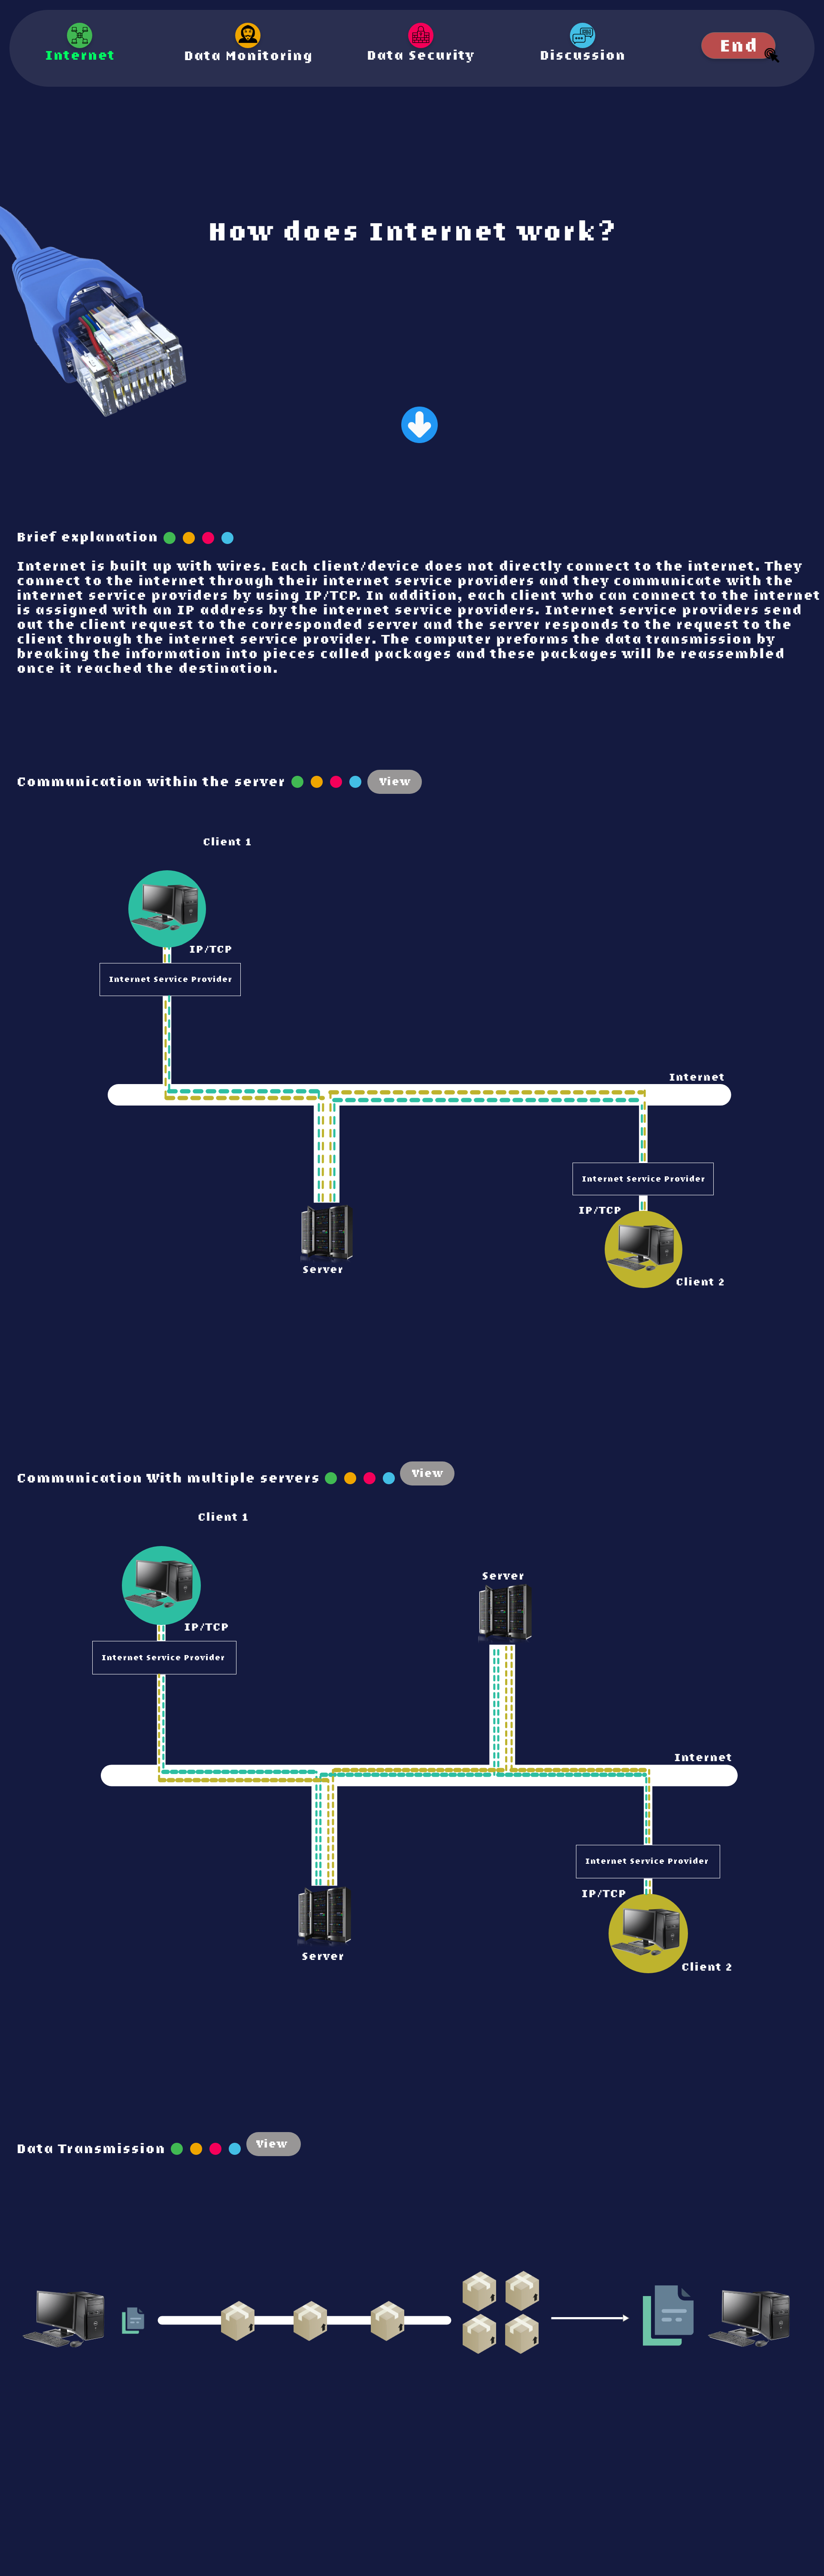 Internet
Data Monitoring
Data Security
Discussion
End
How does Internet work?
Brief explanation
Internet is built up with wires. Each client/device does not directly connect to the internet. They
connect to the internet through their internet service providers and they communicate with the
internet service providers by using IP/TCP. In addition, each client who can connect to the internet
is assigned with an IP address by the internet service providers. Internet service providers send
out the client request to the corresponded server and the server responds to the request to the
client through the internet service provider. The computer preforms the data transmission by
breaking the information into pieces called packages and these packages will be reassembled
once it reached the destination.
Communication within the server
View
Client 1
IP/TCP
Internet Service Provider
Internet
Internet Service Provider
IP/TCP
Server
Client 2
Communication With multiple servers
View
Client 1
Server
IP/TCP
Internet Service Provider
Internet
Internet Service Provider
IP/TCP
Server
Client 2
Data Transmission
View